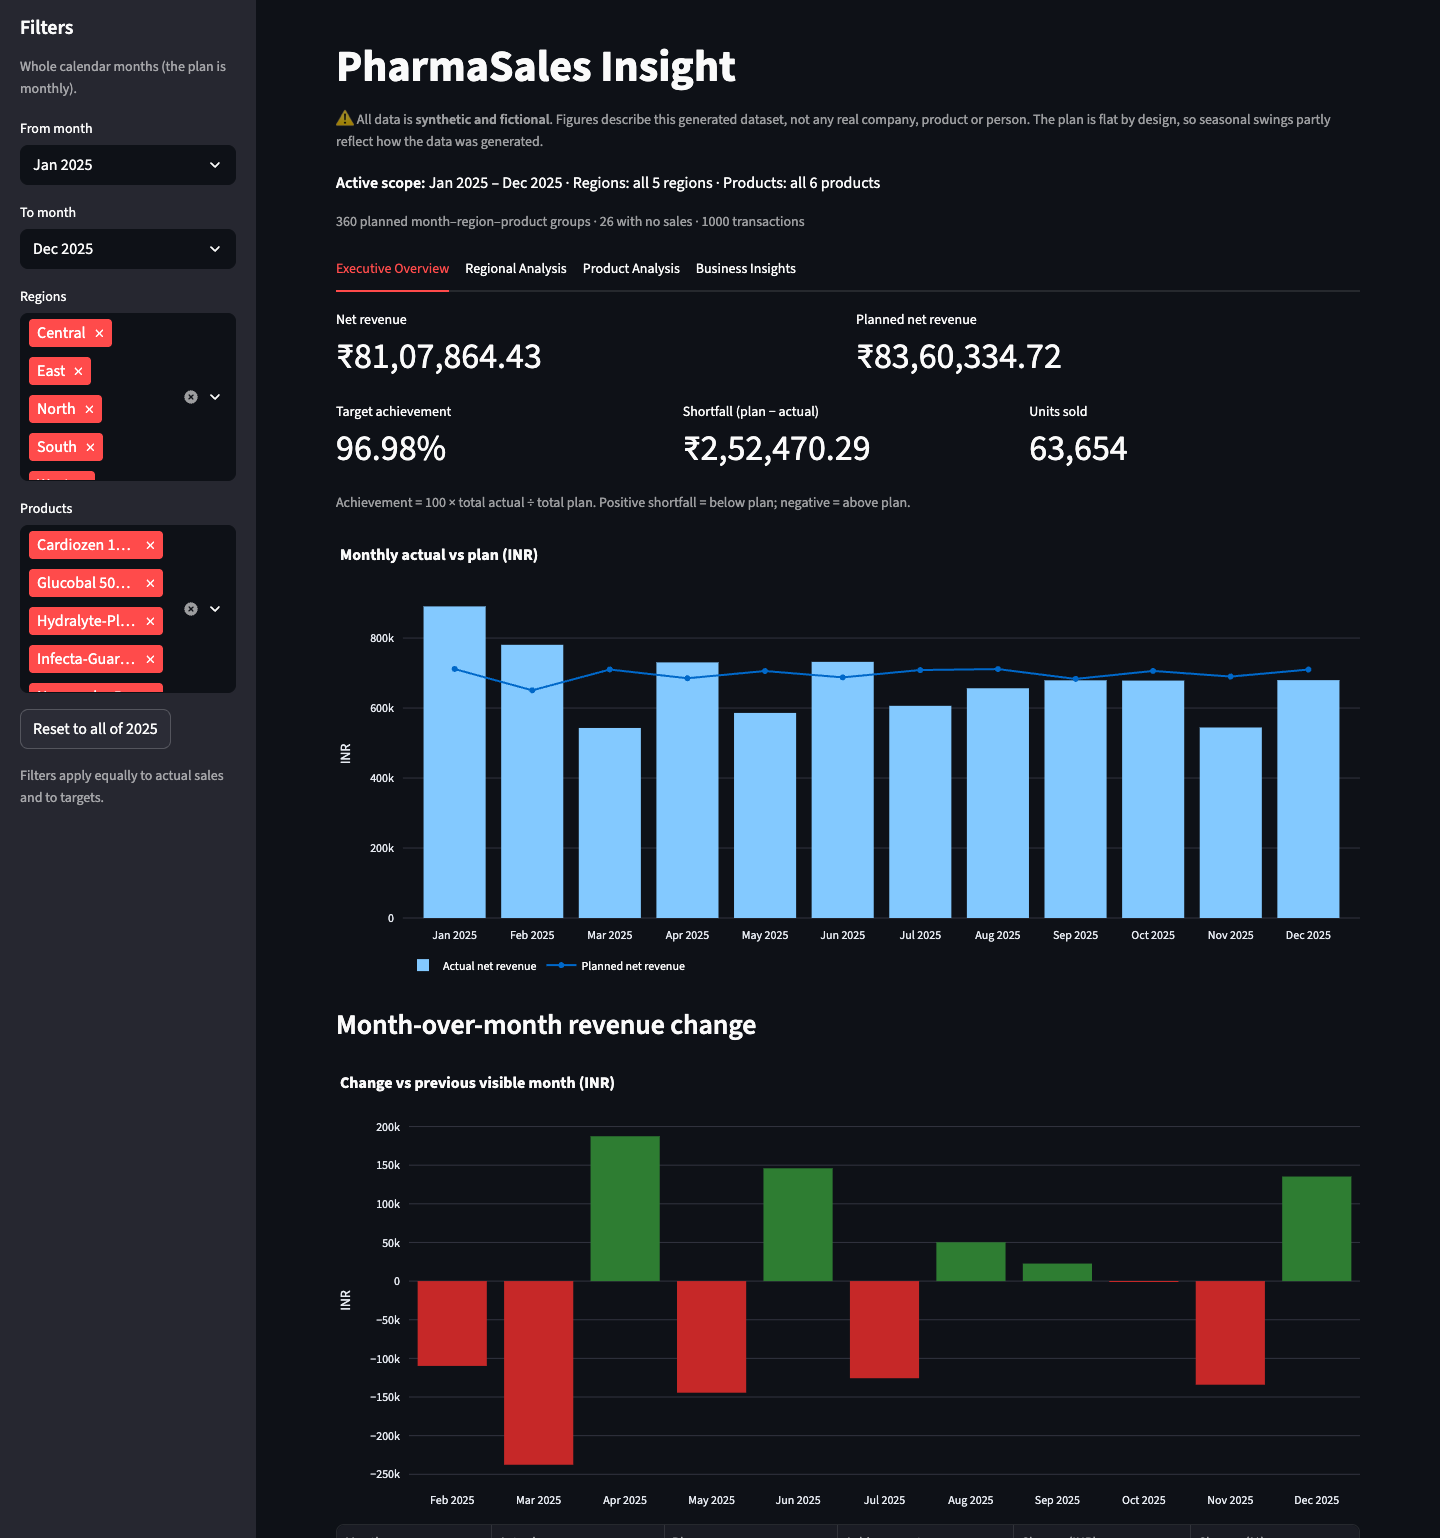 Filters
Whole calendar months (the plan is
monthly).
From month
Jan 2025
To month
Dec 2025
Regions
Central ×
East ×
North ×
South ×
Products
Cardiozen 1… ×
Glucobal 50… ×
Hydralyte-Pl… ×
Infecta-Guar… ×
Reset to all of 2025
Filters apply equally to actual sales
and to targets.
PharmaSales Insight
⚠️ All data is synthetic and fictional. Figures describe this generated dataset, not any real company, product or person. The plan is flat by design, so seasonal swings partly
reflect how the data was generated.
Active scope: Jan 2025 – Dec 2025 · Regions: all 5 regions · Products: all 6 products
360 planned month–region–product groups · 26 with no sales · 1000 transactions
Executive Overview Regional Analysis Product Analysis Business Insights
Net revenue Planned net revenue
₹81,07,864.43 ₹83,60,334.72
Target achievement Shortfall (plan − actual) Units sold
96.98% ₹2,52,470.29 63,654
Achievement = 100 × total actual ÷ total plan. Positive shortfall = below plan; negative = above plan.
Monthly actual vs plan (INR)
800k
600k
400k
200k
0
INR
Jan 2025 Feb 2025 Mar 2025 Apr 2025 May 2025 Jun 2025 Jul 2025 Aug 2025 Sep 2025 Oct 2025 Nov 2025 Dec 2025
Actual net revenue Planned net revenue
Month-over-month revenue change
Change vs previous visible month (INR)
200k
150k
100k
50k
0
−50k
−100k
−150k
−200k
−250k
INR
Feb 2025 Mar 2025 Apr 2025 May 2025 Jun 2025 Jul 2025 Aug 2025 Sep 2025 Oct 2025 Nov 2025 Dec 2025